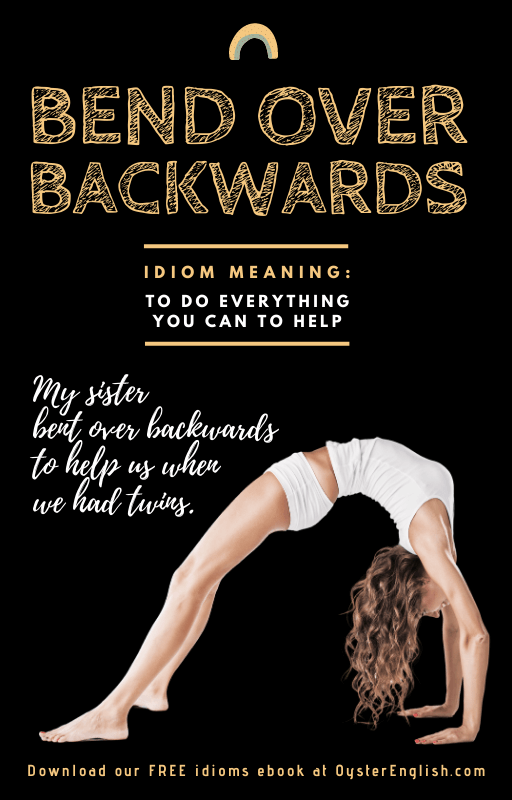 BEND OVER
BACKWARDS
IDIOM MEANING:
TO DO EVERYTHING
YOU CAN TO HELP
My sister
bent over backwards
to help us when
we had twins.
Download our FREE idioms ebook at OysterEnglish.com